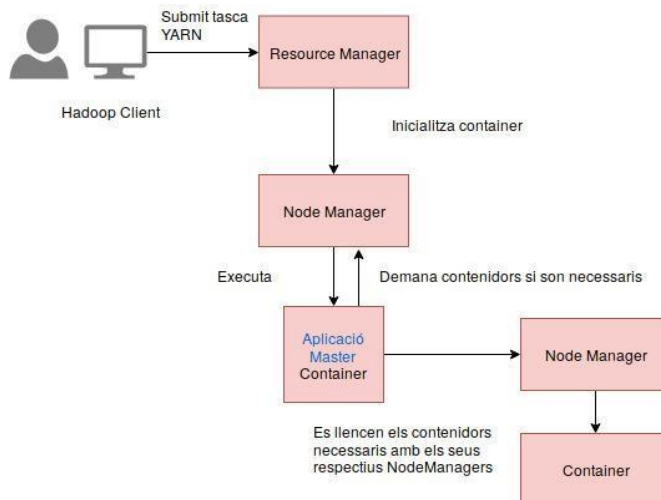 Submit tasca
YARN
Resource Manager
Hadoop Client
Inicialitza container
Node Manager
Executa
Demana contenidors si son necessaris
Aplicació
Master
Container
Node Manager
Es llencen els contenidors
necessaris amb els seus
respectius NodeManagers
Container